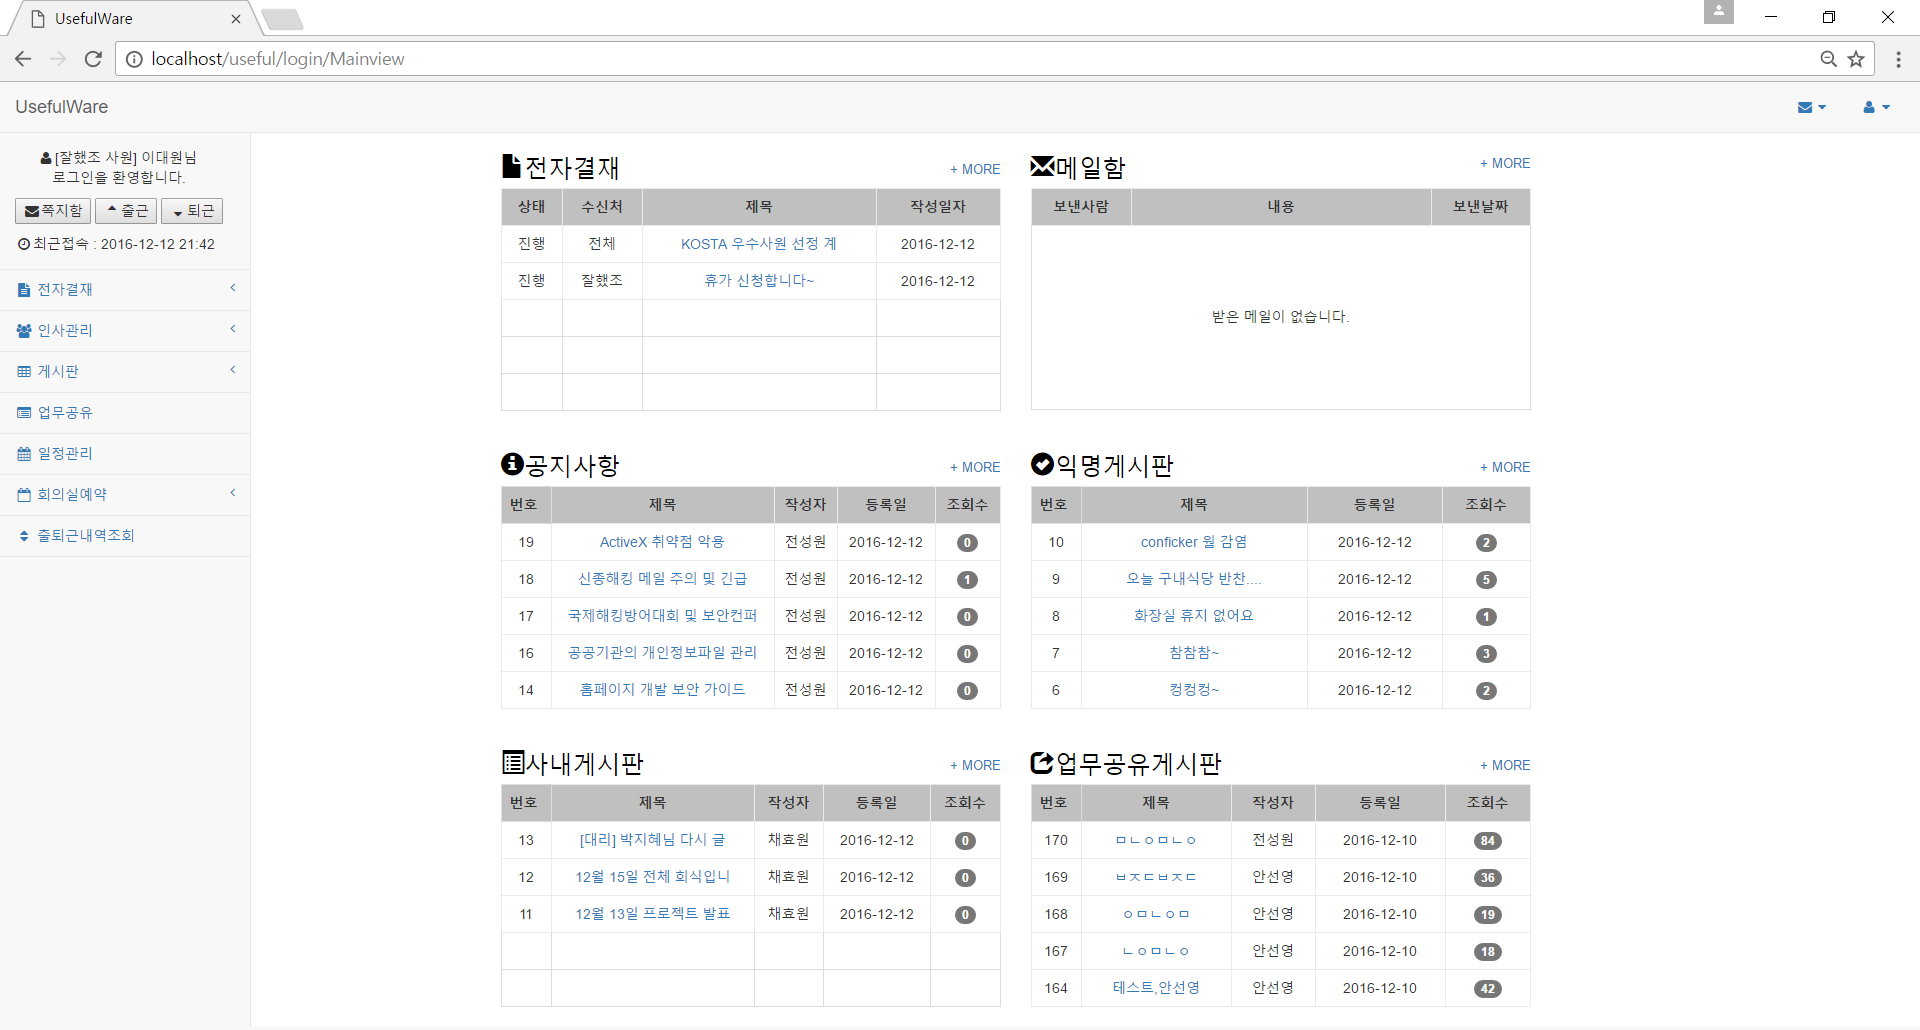 UsefulWare
localhost/useful/login/Mainview
UsefulWare
[잘했조 사원] 이대원님
로그인을 환영합니다.
쪽지함 출근 퇴근
최근접속 : 2016-12-12 21:42
전자결재
인사관리
게시판
업무공유
일정관리
회의실예약
출퇴근내역조회
전자결재 + MORE
상태 수신처 제목 작성일자
진행 전체 KOSTA 우수사원 선정 계 2016-12-12
진행 잘했조 휴가 신청합니다~ 2016-12-12
메일함 + MORE
보낸사람 내용 보낸날짜
받은 메일이 없습니다.
공지사항 + MORE
번호 제목 작성자 등록일 조회수
19 ActiveX 취약점 악용 전성원 2016-12-12 0
18 신종해킹 메일 주의 및 긴급 전성원 2016-12-12 1
17 국제해킹방어대회 및 보안컨퍼 전성원 2016-12-12 0
16 공공기관의 개인정보파일 관리 전성원 2016-12-12 0
14 홈페이지 개발 보안 가이드 전성원 2016-12-12 0
익명게시판 + MORE
번호 제목 등록일 조회수
10 conficker 웜 감염 2016-12-12 2
9 오늘 구내식당 반찬.... 2016-12-12 5
8 화장실 휴지 없어요 2016-12-12 1
7 참참참~ 2016-12-12 3
6 컹컹컹~ 2016-12-12 2
사내게시판 + MORE
번호 제목 작성자 등록일 조회수
13 [대리] 박지혜님 다시 글 채효원 2016-12-12 0
12 12월 15일 전체 회식입니 채효원 2016-12-12 0
11 12월 13일 프로젝트 발표 채효원 2016-12-12 0
업무공유게시판 + MORE
번호 제목 작성자 등록일 조회수
170 ㅁㄴㅇㅁㄴㅇ 전성원 2016-12-10 84
169 ㅂㅈㄷㅂㅈㄷ 안선영 2016-12-10 36
168 ㅇㅁㄴㅇㅁ 안선영 2016-12-10 19
167 ㄴㅇㅁㄴㅇ 안선영 2016-12-10 18
164 테스트,안선영 안선영 2016-12-10 42